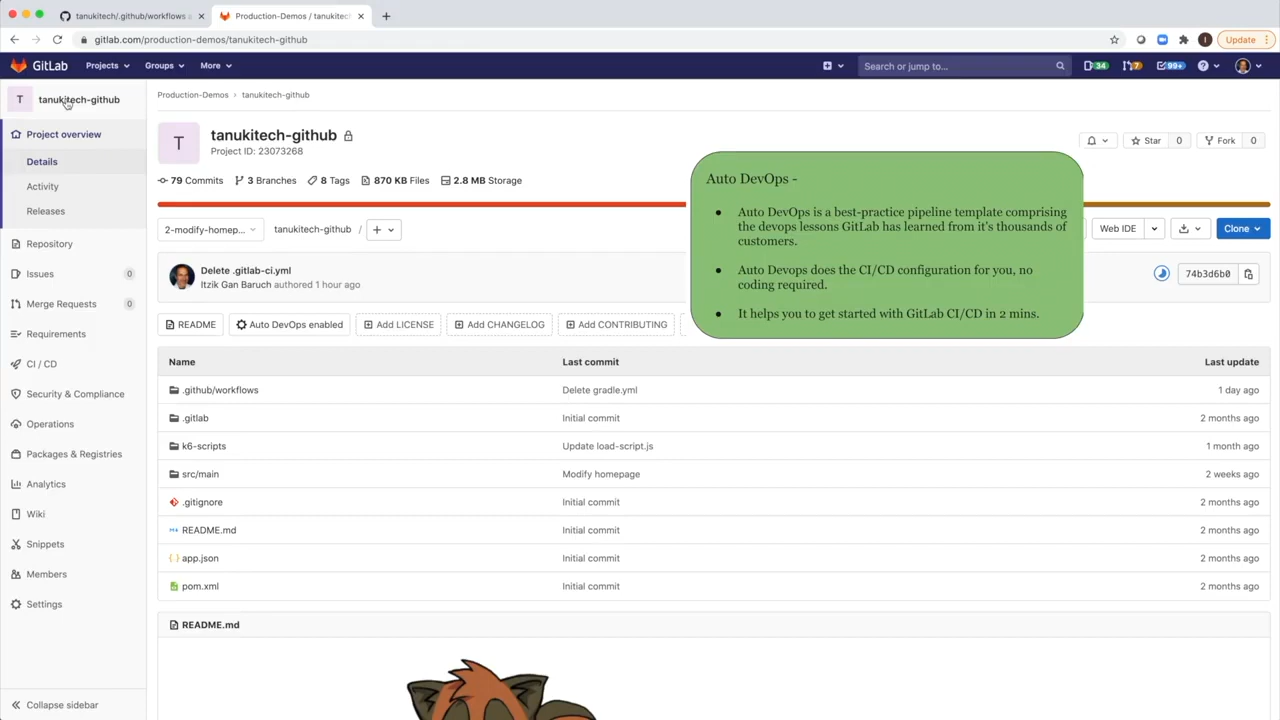 tanukitech/.github/workflows
Production-Demos / tanukitec
gitlab.com/production-demos/tanukitech-github
Update
GitLab
Projects
Groups
More
Search or jump to...
34
7
99+
I
T
tanukitech-github
Project overview
Details
Activity
Releases
Repository
Issues
0
Merge Requests
0
Requirements
CI / CD
Security & Compliance
Operations
Packages & Registries
Analytics
Wiki
Snippets
Members
Settings
Collapse sidebar
Production-Demos › tanukitech-github
T
tanukitech-github
Project ID: 23073268
Star 0
Fork 0
79 Commits
3 Branches
8 Tags
870 KB Files
2.8 MB Storage
2-modify-homep...
tanukitech-github /
Web IDE
Clone
Delete .gitlab-ci.yml
Itzik Gan Baruch authored 1 hour ago
74b3d6b0
Auto DevOps -
● Auto DevOps is a best-practice pipeline template comprising
the devops lessons GitLab has learned from it's thousands of
customers.
● Auto Devops does the CI/CD configuration for you, no
coding required.
● It helps you to get started with GitLab CI/CD in 2 mins.
README
Auto DevOps enabled
Add LICENSE
Add CHANGELOG
Add CONTRIBUTING
Name Last commit Last update
.github/workflows Delete gradle.yml 1 day ago
.gitlab Initial commit 2 months ago
k6-scripts Update load-script.js 1 month ago
src/main Modify homepage 2 weeks ago
.gitignore Initial commit 2 months ago
README.md Initial commit 2 months ago
app.json Initial commit 2 months ago
pom.xml Initial commit 2 months ago
README.md